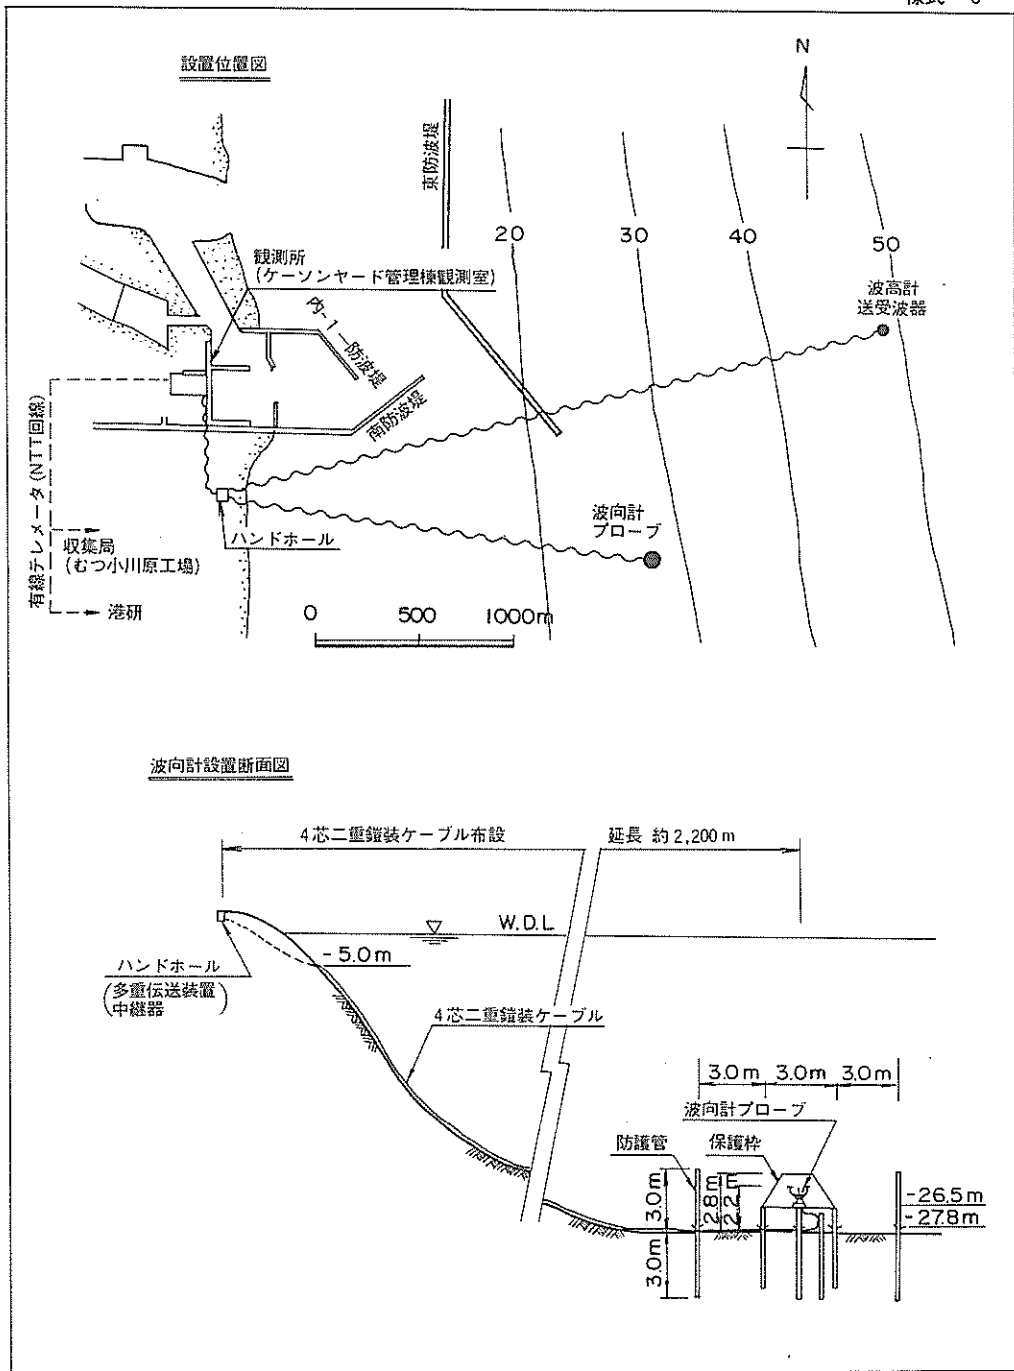 設置位置図
N
東防波堤
20
30
40
50
観測所
(ケーソンヤード管理棟観測室)
波高計
送受波器
内-1-防波堤
南防波堤
有線テレメータ(NTT回線)
波向計
プローブ
ハンドホール
収集局
(むつ小川原工場)
港研
0
500
1000m
波向計設置断面図
4芯二重鎧装ケーブル布設
延長 約2,200m
W.D.L.
-5.0m
ハンドホール
(多重伝送装置
中継器)
4芯二重鎧装ケーブル
3.0m
3.0m
3.0m
波向計プローブ
防護管
保護枠
3.0m
2.8m
2.2m
-26.5m
-27.8m
3.0m